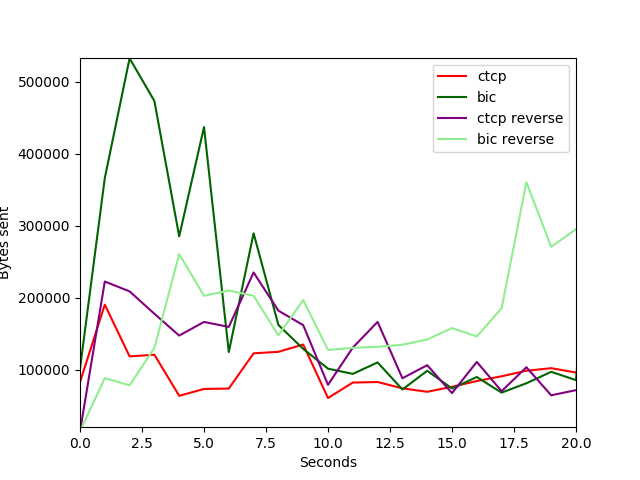 500000
400000
300000
200000
100000
Bytes sent
0.0 2.5 5.0 7.5 10.0 12.5 15.0 17.5 20.0
Seconds
ctcp
bic
ctcp reverse
bic reverse